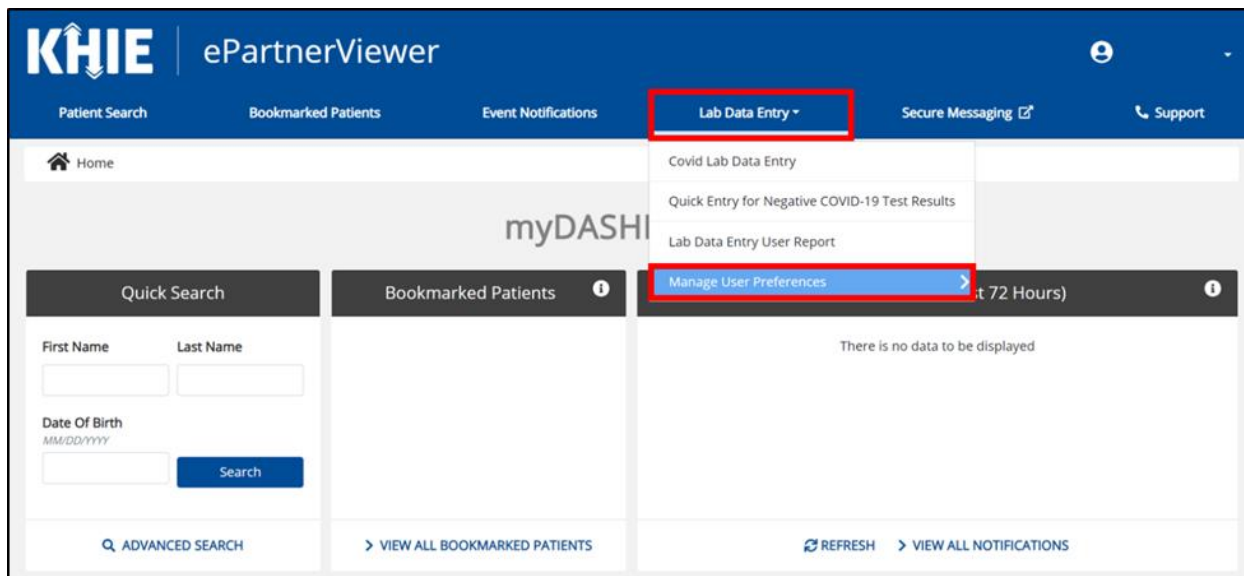 KHIE ePartnerViewer
Patient Search Bookmarked Patients Event Notifications Lab Data Entry Secure Messaging Support
Home
Covid Lab Data Entry
Quick Entry for Negative COVID-19 Test Results
Lab Data Entry User Report
Manage User Preferences
myDASH
Quick Search
First Name Last Name
Date Of Birth
MM/DD/YYYY
Search
ADVANCED SEARCH
Bookmarked Patients
VIEW ALL BOOKMARKED PATIENTS
72 Hours)
There is no data to be displayed
REFRESH VIEW ALL NOTIFICATIONS